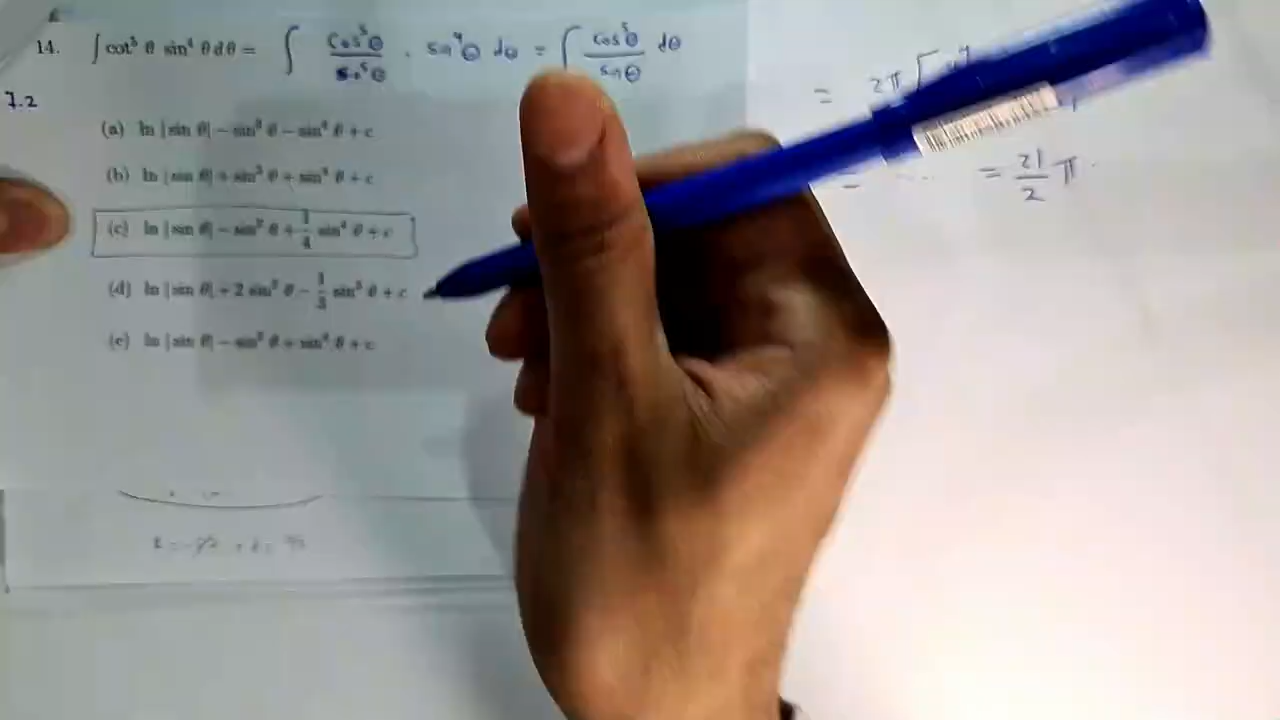 14. ∫ cot⁵ θ sin⁴ θ dθ = ∫ cos⁵θ / sin⁵θ · sin⁴θ dθ = ∫ cos⁵θ / sinθ dθ
7.2
(a) ln |sin θ| − sin² θ − sin⁴ θ + c
(b) ln |sin θ| + sin² θ + sin⁴ θ + c
(c) ln |sin θ| − sin² θ + 1/4 sin⁴ θ + c
(d) ln |sin θ| + 2 sin² θ − 1/3 sin³ θ + c
(e) ln |sin θ| − sin² θ + sin⁴ θ + c
= 2π
= 21/2 π